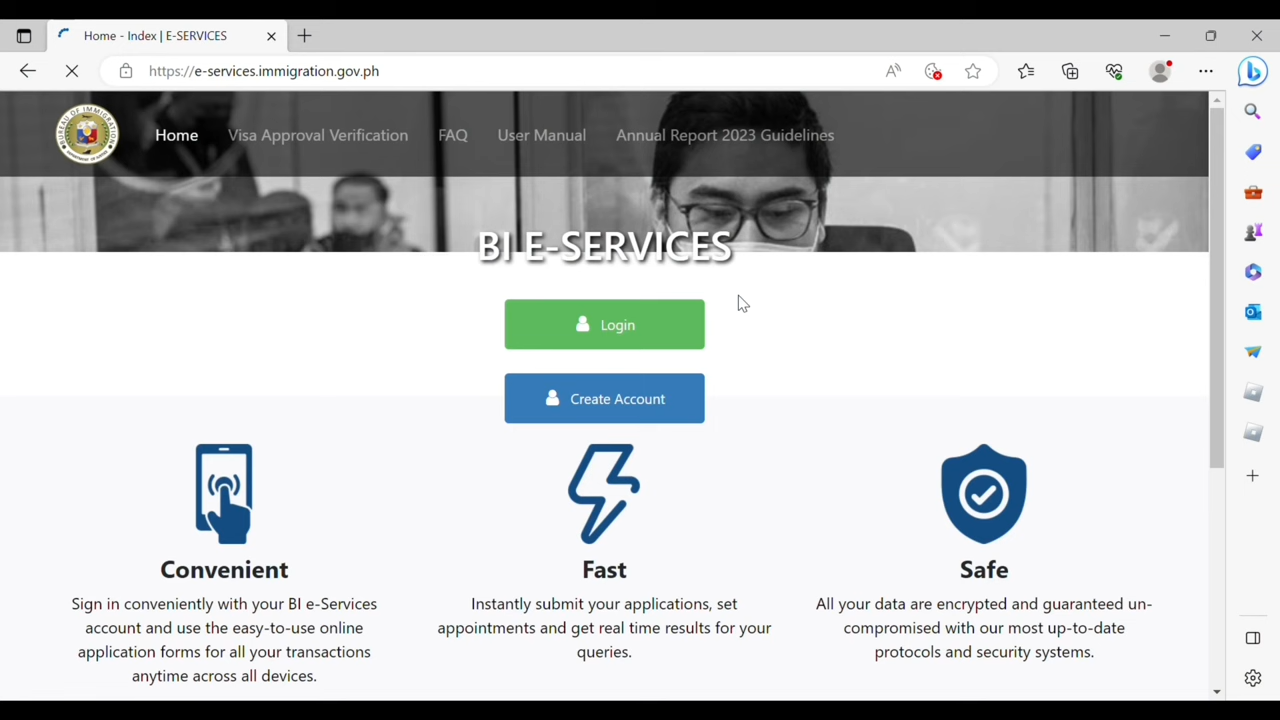 Home - Index | E-SERVICES
https://e-services.immigration.gov.ph
BUREAU OF IMMIGRATION
Home Visa Approval Verification FAQ User Manual Annual Report 2023 Guidelines
BI E-SERVICES
Login
Create Account
Convenient
Sign in conveniently with your BI e-Services
account and use the easy-to-use online
application forms for all your transactions
anytime across all devices.
Fast
Instantly submit your applications, set
appointments and get real time results for your
queries.
Safe
All your data are encrypted and guaranteed un-
compromised with our most up-to-date
protocols and security systems.